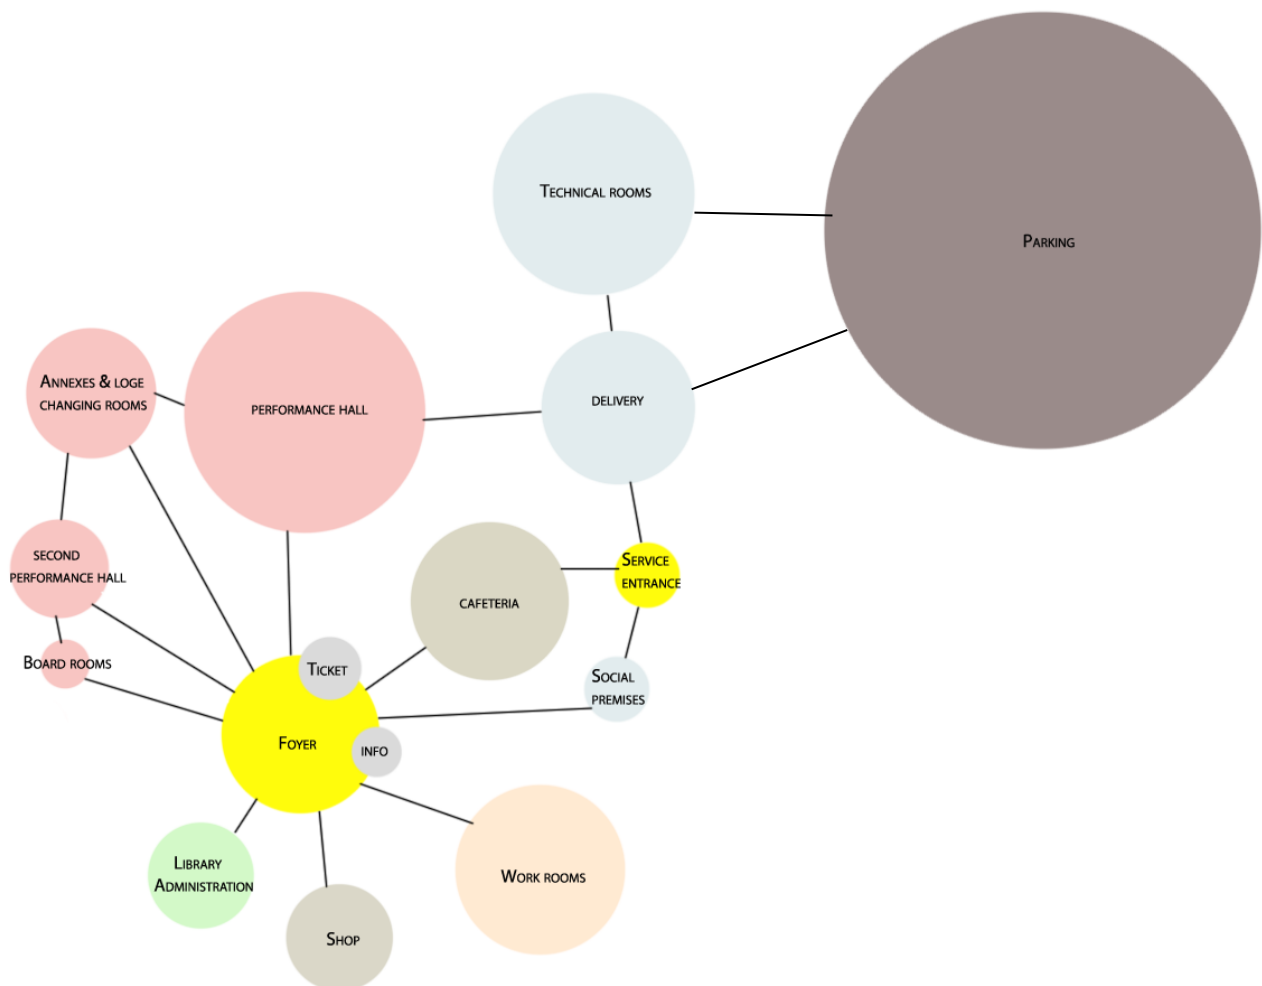 Technical rooms
Parking
Annexes & loge
changing rooms
performance hall
delivery
second
performance hall
Service
entrance
cafeteria
Board rooms
Ticket
Social
premises
Foyer
info
Library
Administration
Work rooms
Shop